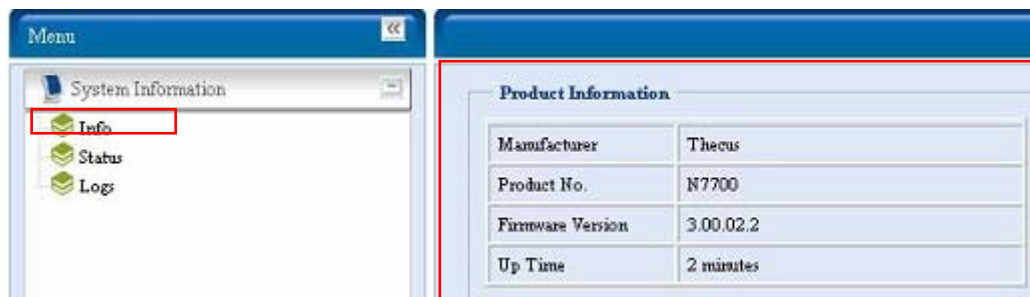 Menu
System Information
Info
Status
Logs
Product Information
Manufacturer Thecus
Product No. N7700
Firmware Version 3.00.02.2
Up Time 2 minutes